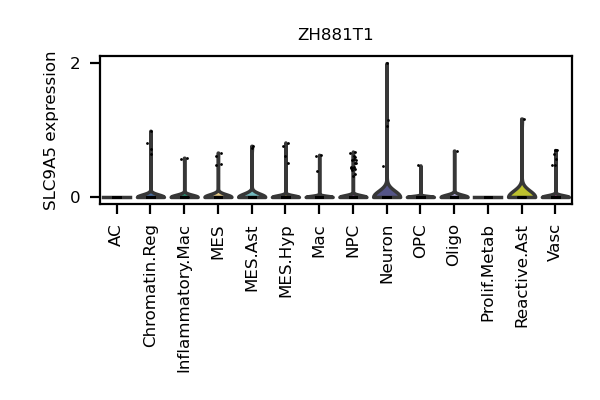 ZH881T1
SLC9A5 expression
2
0
AC
Chromatin.Reg
Inflammatory.Mac
MES
MES.Ast
MES.Hyp
Mac
NPC
Neuron
OPC
Oligo
Prolif.Metab
Reactive.Ast
Vasc